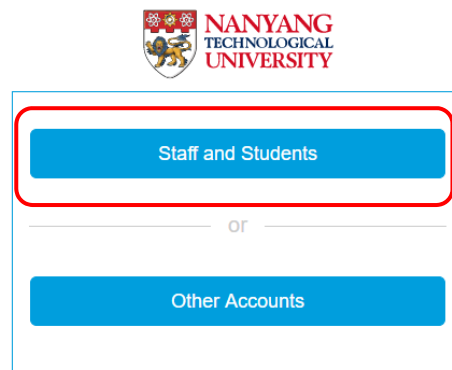 NANYANG
TECHNOLOGICAL
UNIVERSITY
Staff and Students
or
Other Accounts